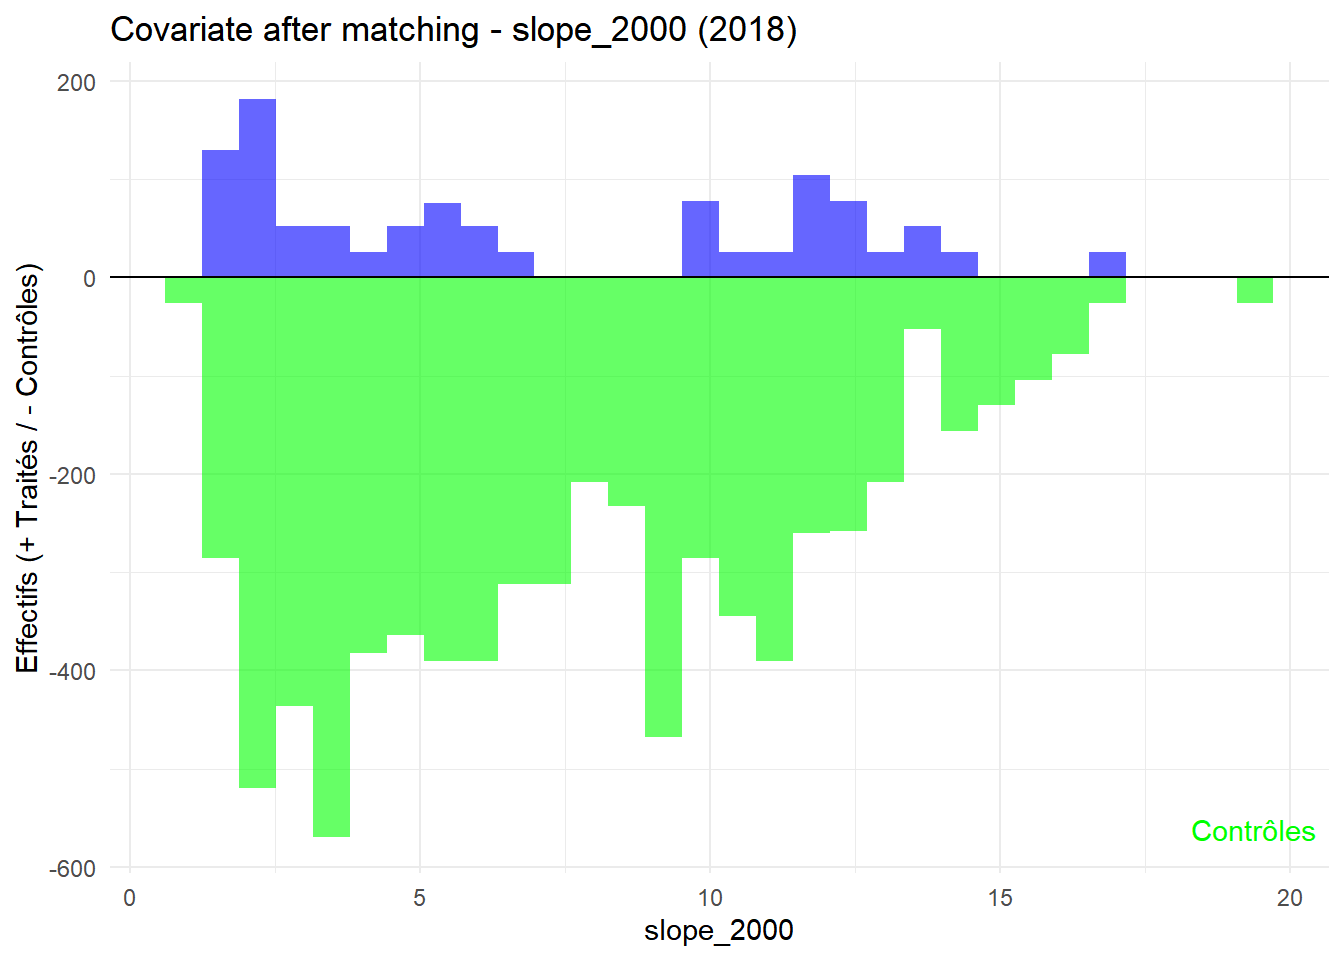 Covariate after matching - slope_2000 (2018)
Effectifs (+ Traités / - Contrôles)
200
0
-200
-400
-600
Contrôles
0
5
10
15
20
slope_2000